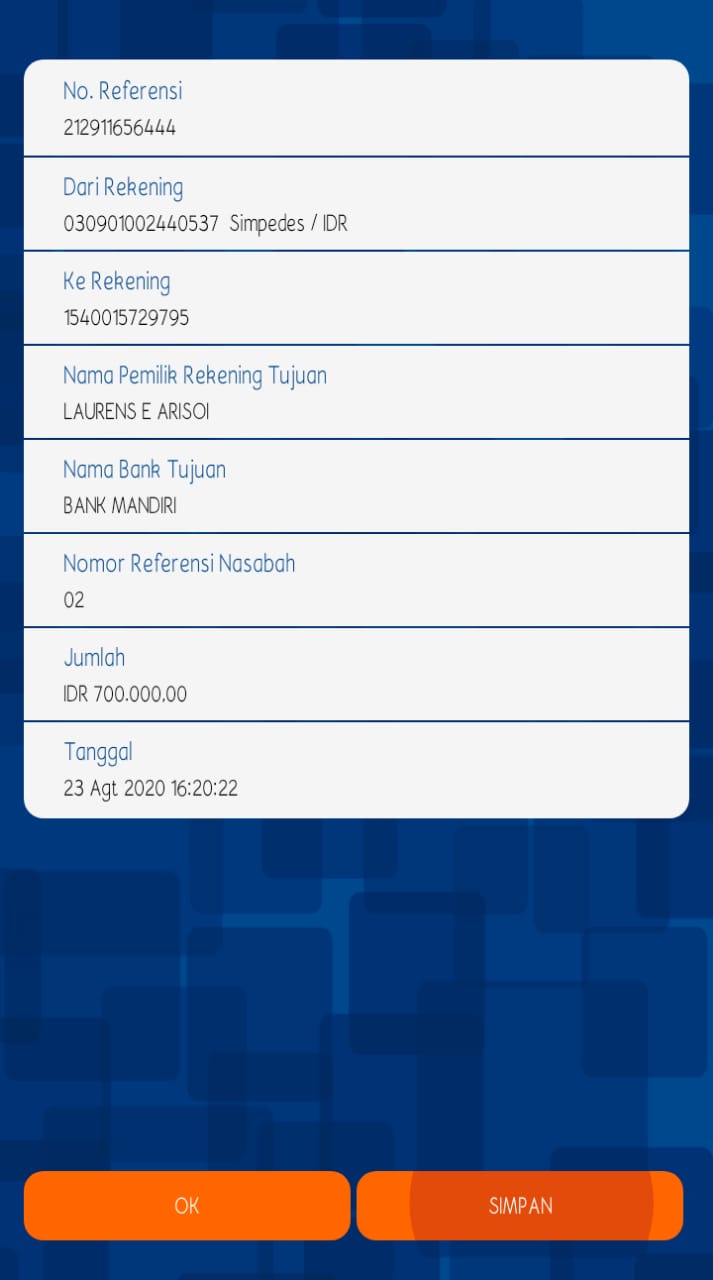 No. Referensi
212911656444
Dari Rekening
030901002440537 Simpedes / IDR
Ke Rekening
1540015729795
Nama Pemilik Rekening Tujuan
LAURENS E ARISOI
Nama Bank Tujuan
BANK MANDIRI
Nomor Referensi Nasabah
02
Jumlah
IDR 700.000,00
Tanggal
23 Agt 2020 16:20:22
OK
SIMPAN